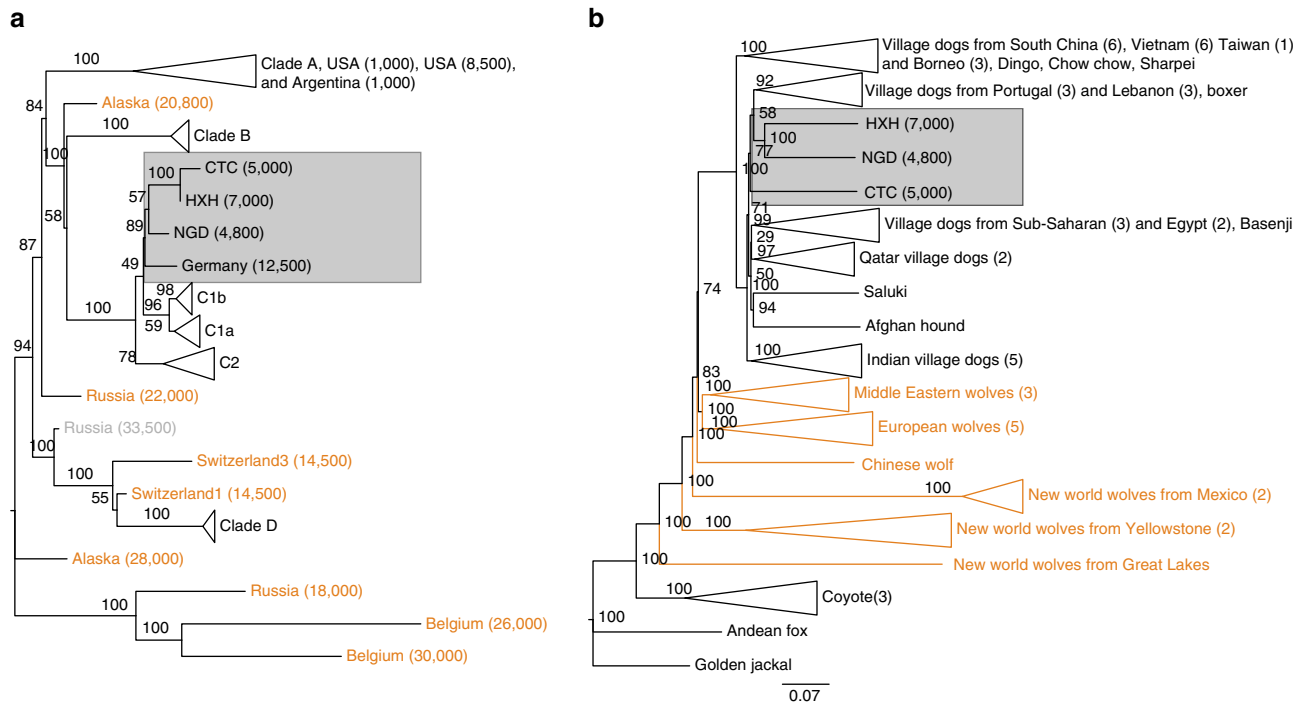 a
100
Clade A, USA (1,000), USA (8,500),
and Argentina (1,000)
84
Alaska (20,800)
100
Clade B
100
CTC (5,000)
100
57
HXH (7,000)
58
89
NGD (4,800)
87
49
Germany (12,500)
98
C1b
96
100
59
C1a
78
C2
94
Russia (22,000)
Russia (33,500)
100
Switzerland3 (14,500)
100
Switzerland1 (14,500)
55
100
Clade D
Alaska (28,000)
Russia (18,000)
100
Belgium (26,000)
100
Belgium (30,000)
b
100
Village dogs from South China (6), Vietnam (6) Taiwan (1)
and Borneo (3), Dingo, Chow chow, Sharpei
92
Village dogs from Portugal (3) and Lebanon (3), boxer
58
HXH (7,000)
100
77
NGD (4,800)
100
CTC (5,000)
71
99
Village dogs from Sub-Saharan (3) and Egypt (2), Basenji
29
97
Qatar village dogs (2)
50
100
Saluki
74
94
Afghan hound
100
Indian village dogs (5)
83
100
Middle Eastern wolves (3)
100
100
European wolves (5)
100
Chinese wolf
100
100
New world wolves from Mexico (2)
100
100
New world wolves from Yellowstone (2)
100
New world wolves from Great Lakes
100
Coyote(3)
100
Andean fox
Golden jackal
0.07